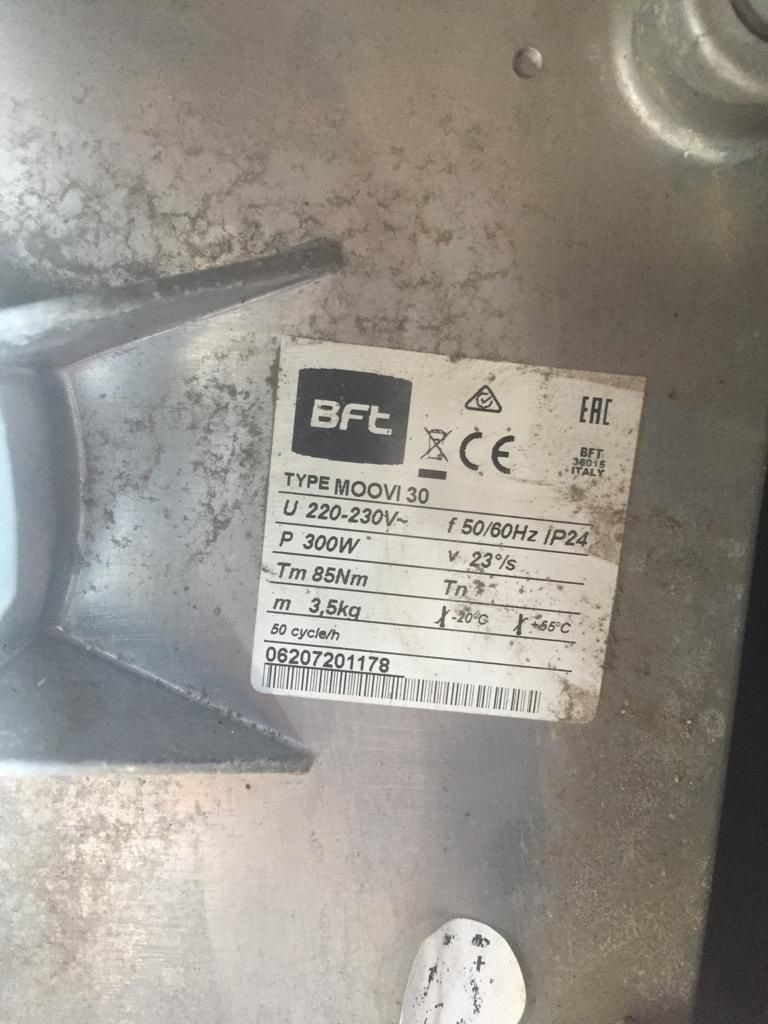 BFt
EAC
CE
BFT
36015
ITALY
TYPE MOOVI 30
U 220-230V~ f 50/60Hz IP24
P 300W v 23°/s
Tm 85Nm Tn
m 3,5kg -20°C +55°C
50 cycle/h
06207201178
+